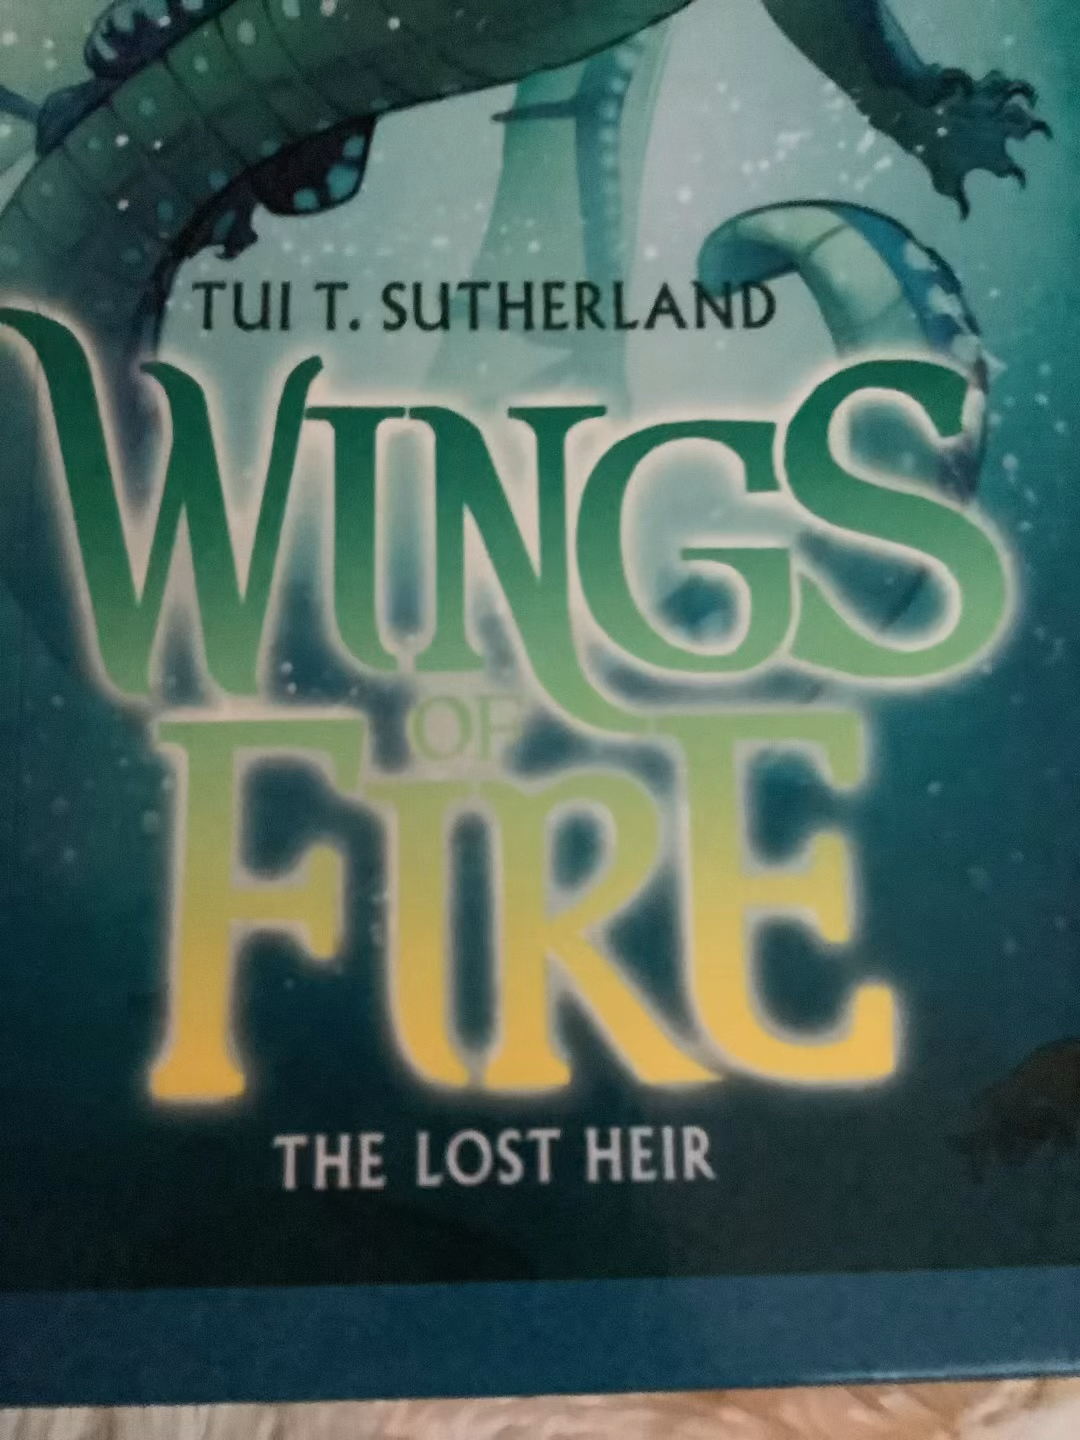 TUI T. SUTHERLAND
WINGS
OF
FIRE
THE LOST HEIR